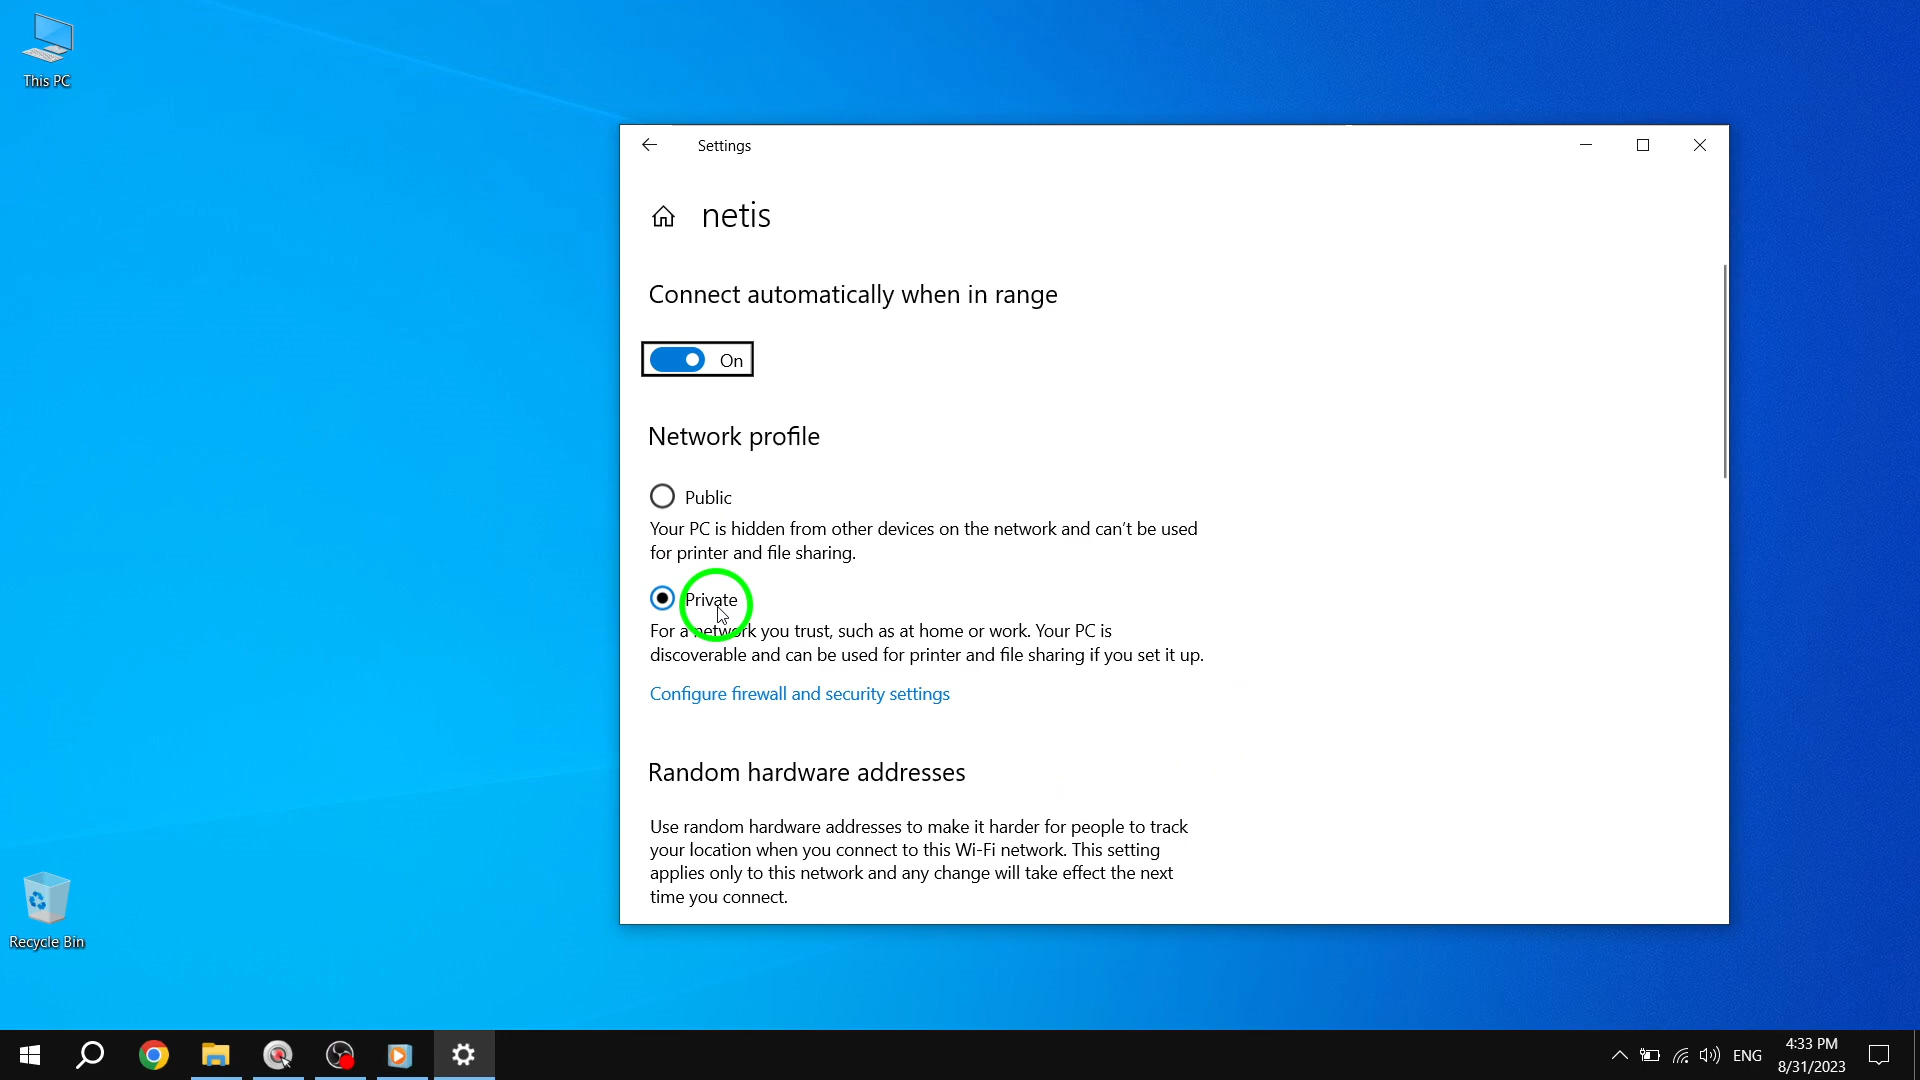 This PC
Settings
netis
Connect automatically when in range
On
Network profile
Public
Your PC is hidden from other devices on the network and can't be used
for printer and file sharing.
Private
For a network you trust, such as at home or work. Your PC is
discoverable and can be used for printer and file sharing if you set it up.
Configure firewall and security settings
Random hardware addresses
Use random hardware addresses to make it harder for people to track
your location when you connect to this Wi-Fi network. This setting
applies only to this network and any change will take effect the next
time you connect.
Recycle Bin
ENG
4:33 PM
8/31/2023